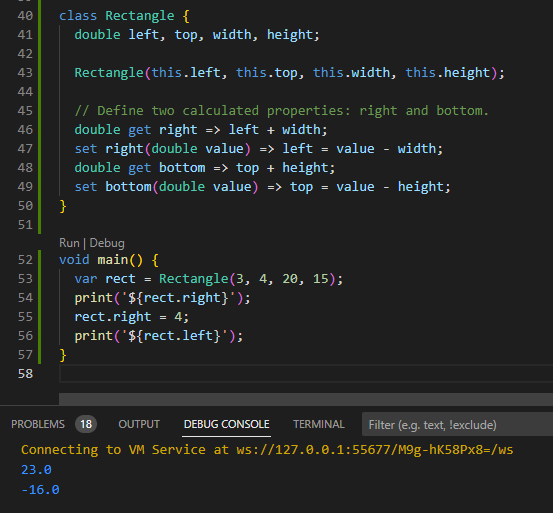 40 class Rectangle {
41   double left, top, width, height;
42
43   Rectangle(this.left, this.top, this.width, this.height);
44
45   // Define two calculated properties: right and bottom.
46   double get right => left + width;
47   set right(double value) => left = value - width;
48   double get bottom => top + height;
49   set bottom(double value) => top = value - height;
50 }
51
Run | Debug
52 void main() {
53   var rect = Rectangle(3, 4, 20, 15);
54   print('${rect.right}');
55   rect.right = 4;
56   print('${rect.left}');
57 }
58
PROBLEMS 18 OUTPUT DEBUG CONSOLE TERMINAL Filter (e.g. text, !exclude)
Connecting to VM Service at ws://127.0.0.1:55677/M9g-hK58Px8=/ws
23.0
-16.0